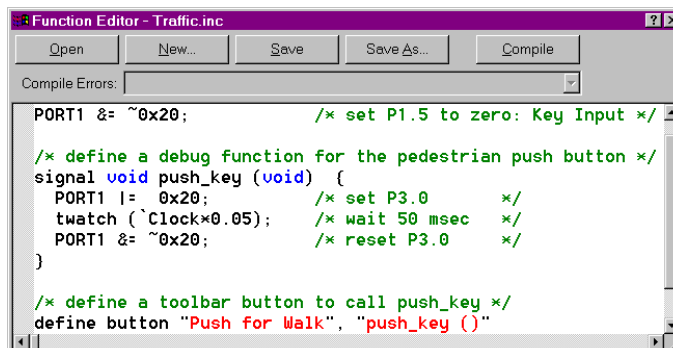 Function Editor - Traffic.inc
Open New... Save Save As... Compile
Compile Errors:
PORT1 &= ~0x20; /* set P1.5 to zero: Key Input */
/* define a debug function for the pedestrian push button */
signal void push_key (void) {
PORT1 |= 0x20; /* set P3.0 */
twatch (`Clock*0.05); /* wait 50 msec */
PORT1 &= ~0x20; /* reset P3.0 */
}
/* define a toolbar button to call push_key */
define button "Push for Walk", "push_key ()"